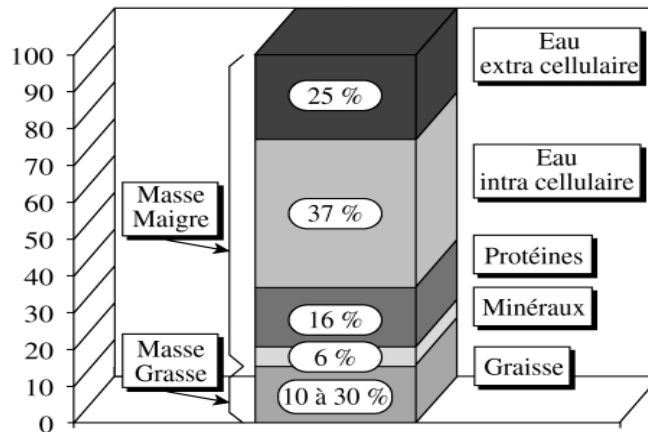 100
90
80
70
60
50
40
30
20
10
0
Masse
Maigre
Masse
Grasse
25 %
37 %
16 %
6 %
10 à 30 %
Eau
extra cellulaire
Eau
intra cellulaire
Protéines
Minéraux
Graisse